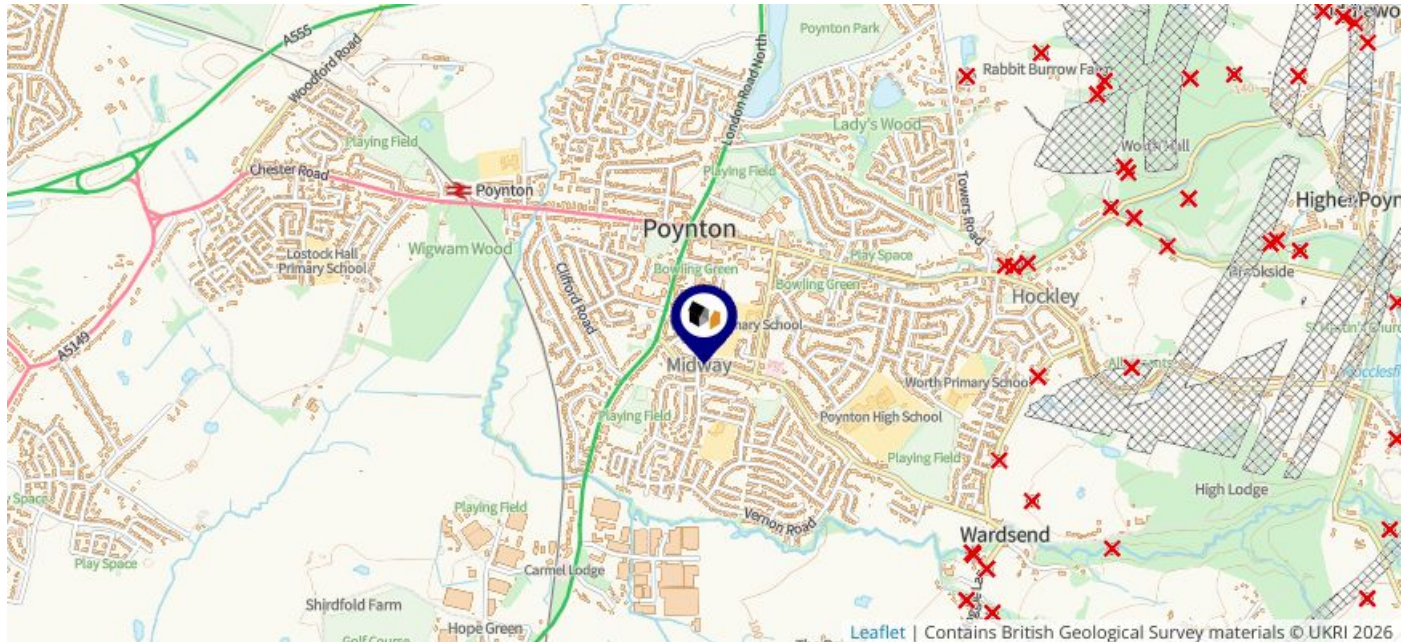 A555
Woodford Road
London Road North
Poynton Park
Rabbit Burrow Farm
Playing Field
Lady's Wood
Chester Road
Poynton
Playing Field
Towers Road
Poynton
Higher Poyn
Wigwam Wood
Lostock Hall
Primary School
Clifford Road
Bowling Green
Play Space
Bowling Green
Brookside
Hockley
mary School
Midway
A5149
Worth Primary School
Poynton High School
Playing Field
Playing Field
High Lodge
Vernon Road
Playing Field
Wardsend
Play Space
Carmel Lodge
Shirdfold Farm
Hope Green
Golf Course
Leaflet | Contains British Geological Survey materials © UKRI 2026